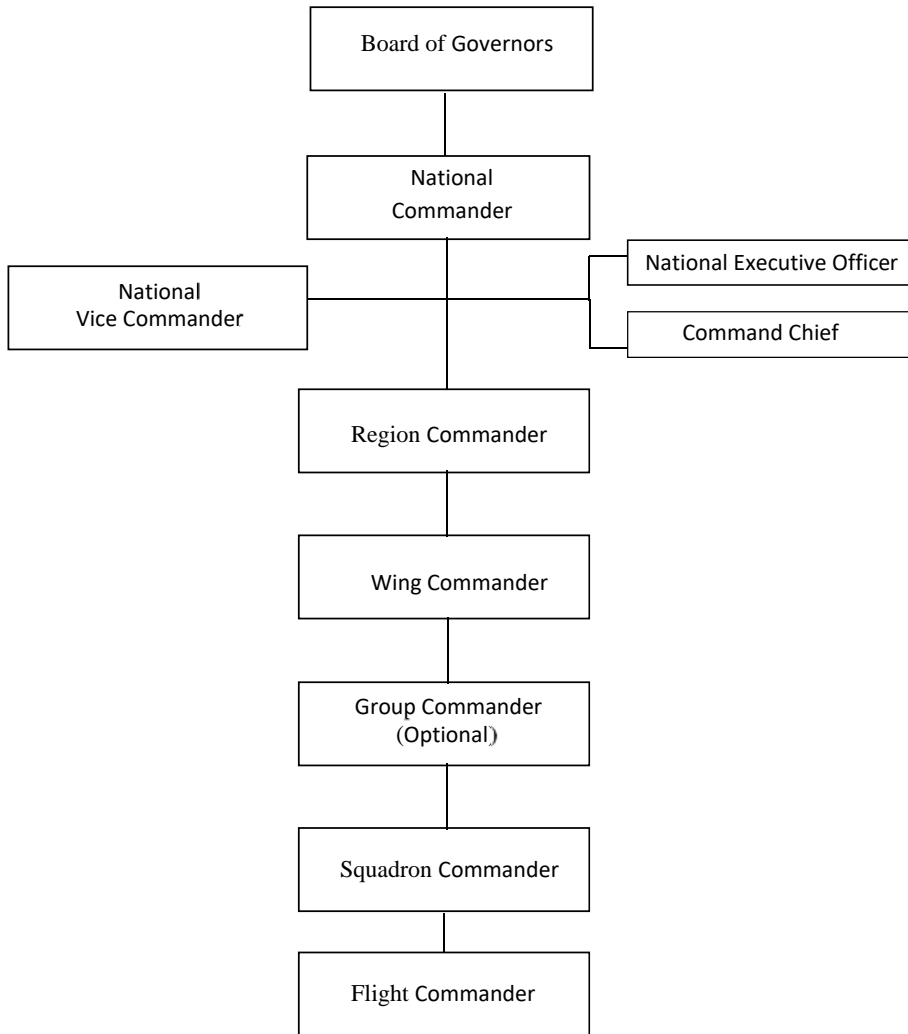 Board of Governors
National
Commander
National Executive Officer
National
Vice Commander
Command Chief
Region Commander
Wing Commander
Group Commander
(Optional)
Squadron Commander
Flight Commander